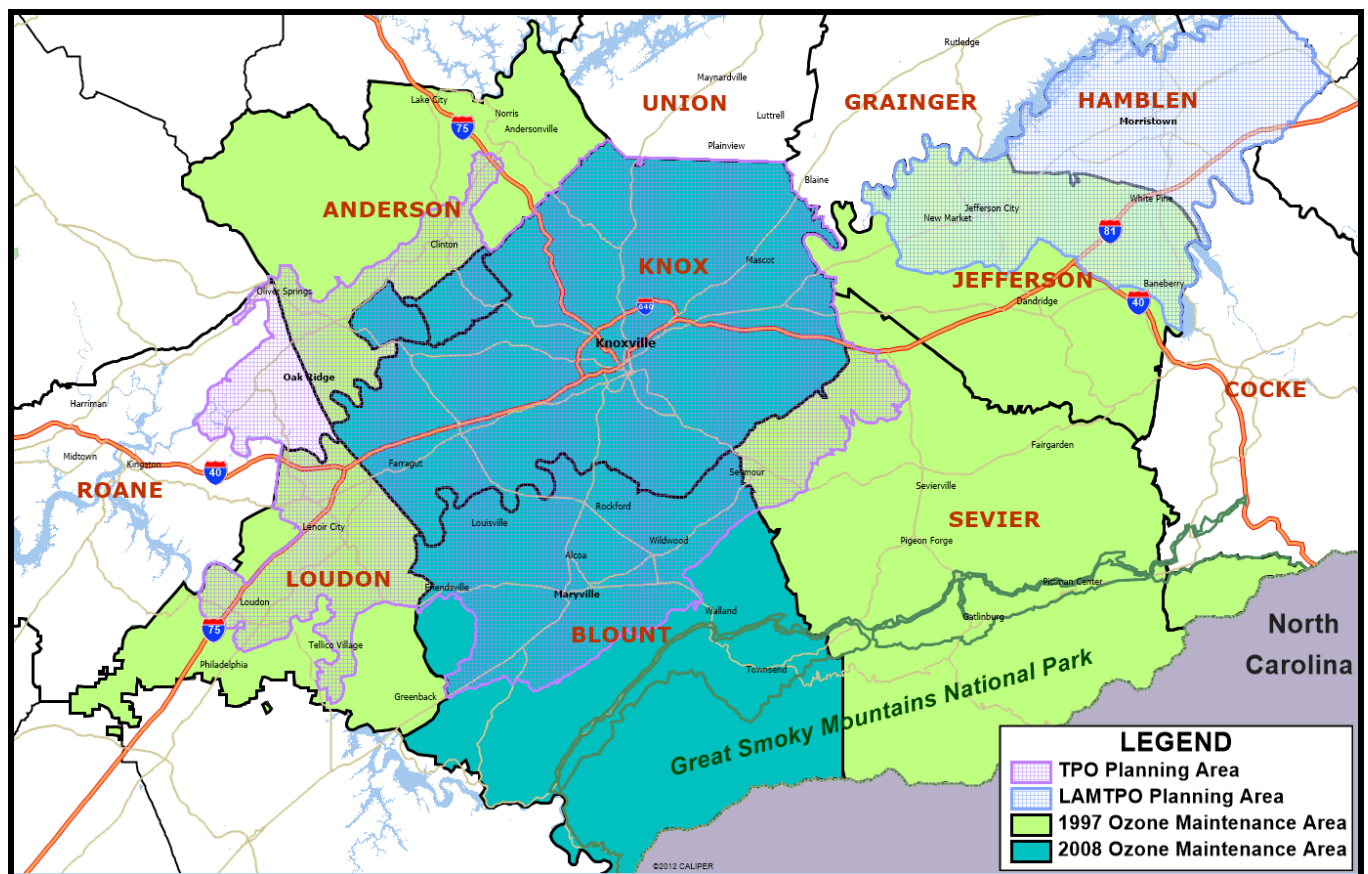 Rutledge
Maynardville
UNION
GRAINGER
HAMBLEN
Lake City
Norris
Luttrell
Morristown
75
Andersonville
Plainview
Blaine
ANDERSON
White Pine
Jefferson City
New Market
Clinton
81
KNOX
Mascot
JEFFERSON
Oliver Springs
Baneberry
Dandridge
40
640
Knoxville
Oak Ridge
COCKE
Harriman
Midtown
Kingston
40
Farragut
Fairgarden
ROANE
Seymour
Sevierville
Rockford
Louisville
SEVIER
Lenoir City
Wildwood
Pigeon Forge
Alcoa
LOUDON
Friendsville
Maryville
Pittman Center
Loudon
Walland
Gatlinburg
75
BLOUNT
North
Carolina
Tellico Village
Philadelphia
Townsend
Greenback
Great Smoky Mountains National Park
LEGEND
TPO Planning Area
LAMTPO Planning Area
1997 Ozone Maintenance Area
2008 Ozone Maintenance Area
©2012 CALIPER